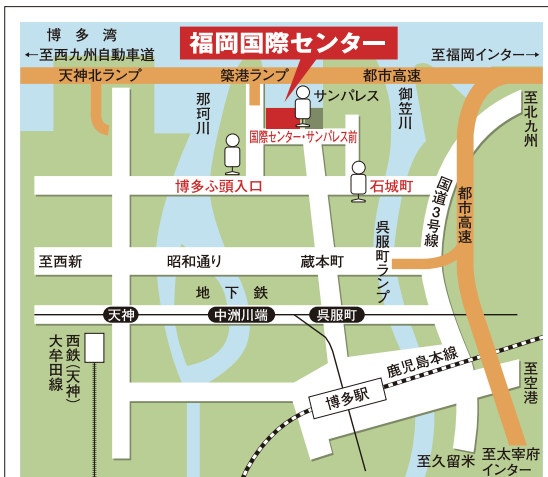 博多湾
福岡国際センター
←至西九州自動車道
至福岡インター→
天神北ランプ
築港ランプ
都市高速
那珂川
サンパレス
御笠川
至北九州
国際センター・サンパレス前
博多ふ頭入口
石城町
国道3号線
都市高速
呉服町ランプ
至西新
昭和通り
蔵本町
地下鉄
天神
中洲川端
呉服町
西鉄(天神)
大牟田線
鹿児島本線
博多駅
至空港
至久留米
至太宰府
インター